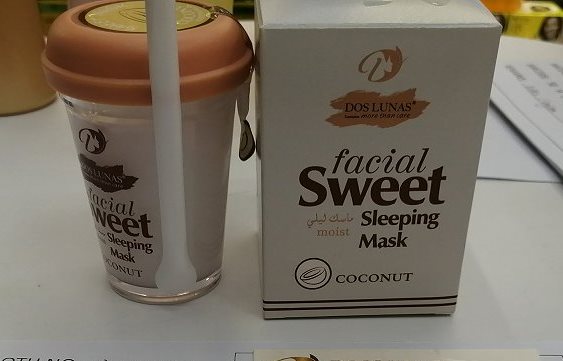 DOS LUNAS®
more than care
facial
Sweet
ماسك ليلي
moist
Sleeping
Mask
COCONUT
DOS LUNAS
facial
Sweet
Sleeping
Mask
COCONUT